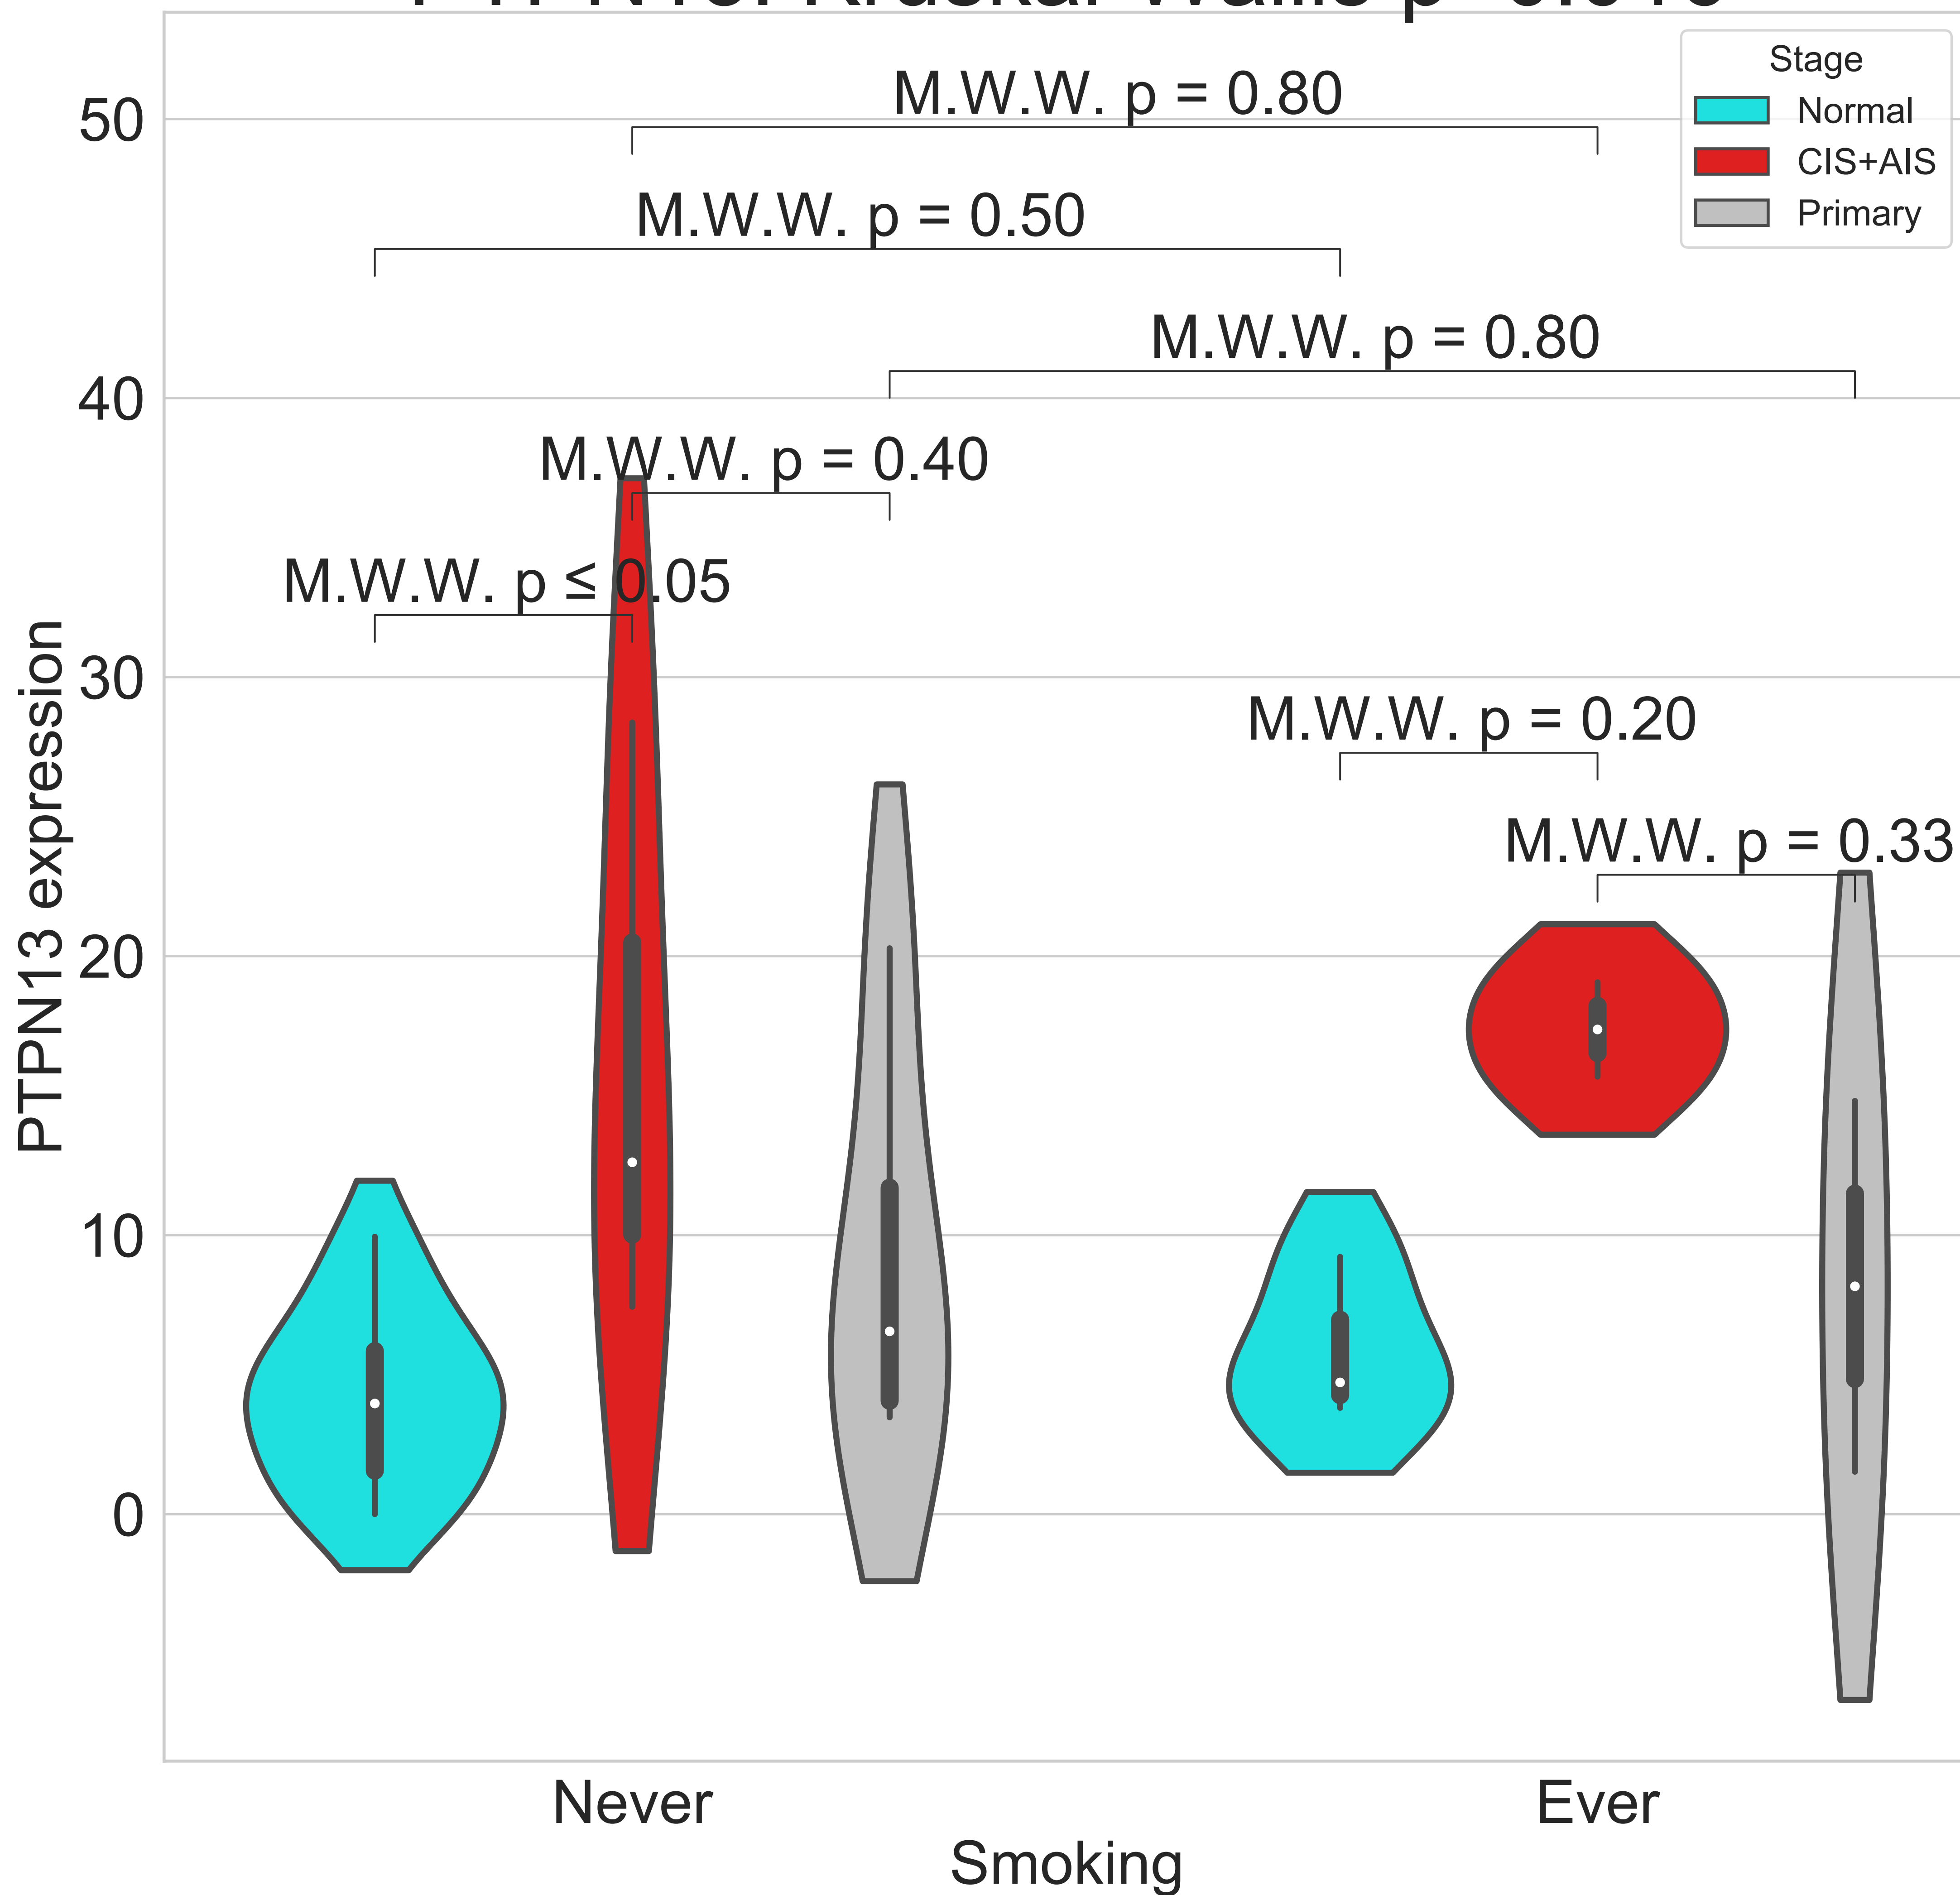 Stage
Normal
CIS+AIS
Primary
M.W.W. p = 0.80
M.W.W. p = 0.50
M.W.W. p = 0.80
M.W.W. p = 0.40
M.W.W. p ≤ 0.05
M.W.W. p = 0.20
M.W.W. p = 0.33
50
40
30
20
10
0
PTPN13 expression
Never
Ever
Smoking